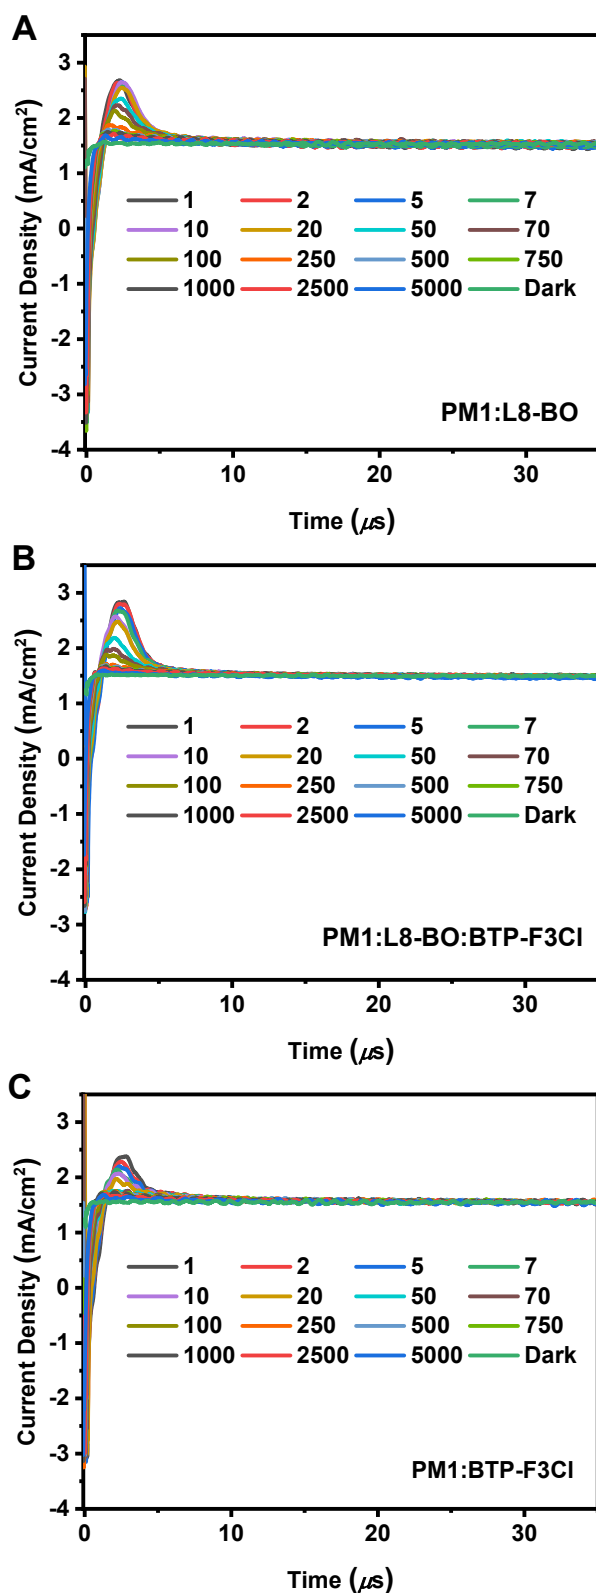 A
Current Density (mA/cm²)
3
2
1
0
-1
-2
-3
-4
1 2 5 7
10 20 50 70
100 250 500 750
1000 2500 5000 Dark
PM1:L8-BO
0 10 20 30
Time (μs)
B
Current Density (mA/cm²)
3
2
1
0
-1
-2
-3
-4
1 2 5 7
10 20 50 70
100 250 500 750
1000 2500 5000 Dark
PM1:L8-BO:BTP-F3Cl
0 10 20 30
Time (μs)
C
Current Density (mA/cm²)
3
2
1
0
-1
-2
-3
-4
1 2 5 7
10 20 50 70
100 250 500 750
1000 2500 5000 Dark
PM1:BTP-F3Cl
0 10 20 30
Time (μs)